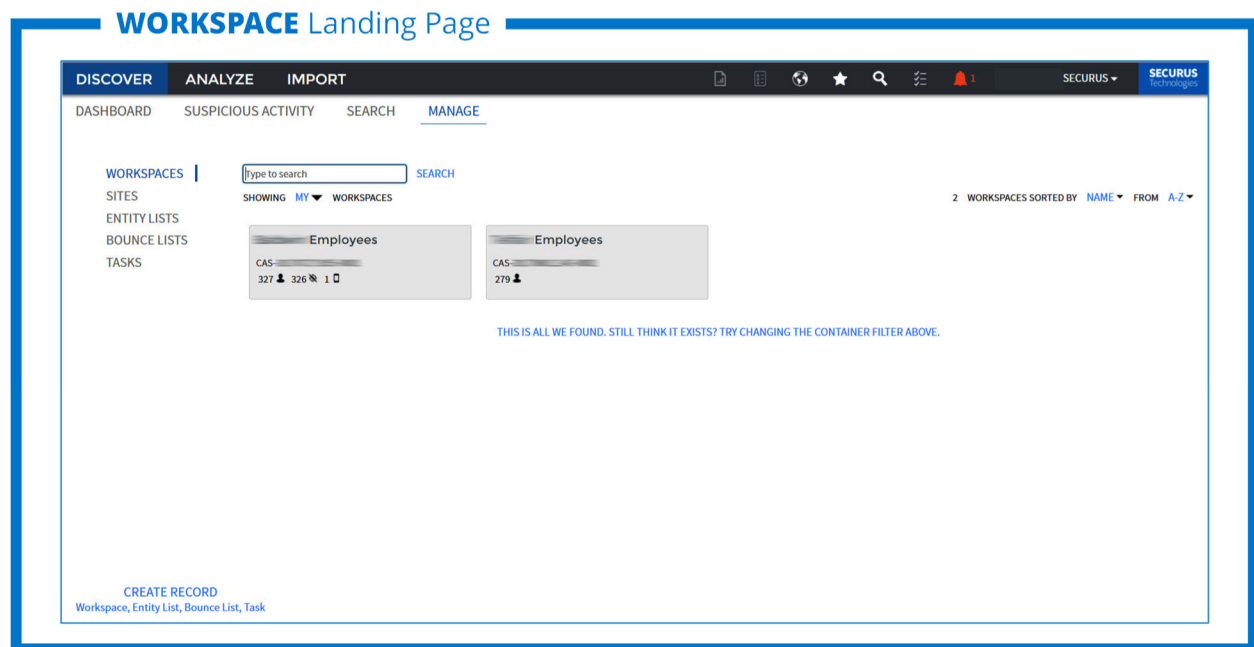 WORKSPACE Landing Page
DISCOVER ANALYZE IMPORT 1 SECURUS SECURUS
Technologies
DASHBOARD SUSPICIOUS ACTIVITY SEARCH MANAGE
WORKSPACES Type to search SEARCH
SITES SHOWING MY WORKSPACES 2 WORKSPACES SORTED BY NAME FROM A-Z
ENTITY LISTS
BOUNCE LISTS Employees Employees
TASKS CAS- CAS-
327 326 1 279
THIS IS ALL WE FOUND. STILL THINK IT EXISTS? TRY CHANGING THE CONTAINER FILTER ABOVE.
CREATE RECORD
Workspace, Entity List, Bounce List, Task